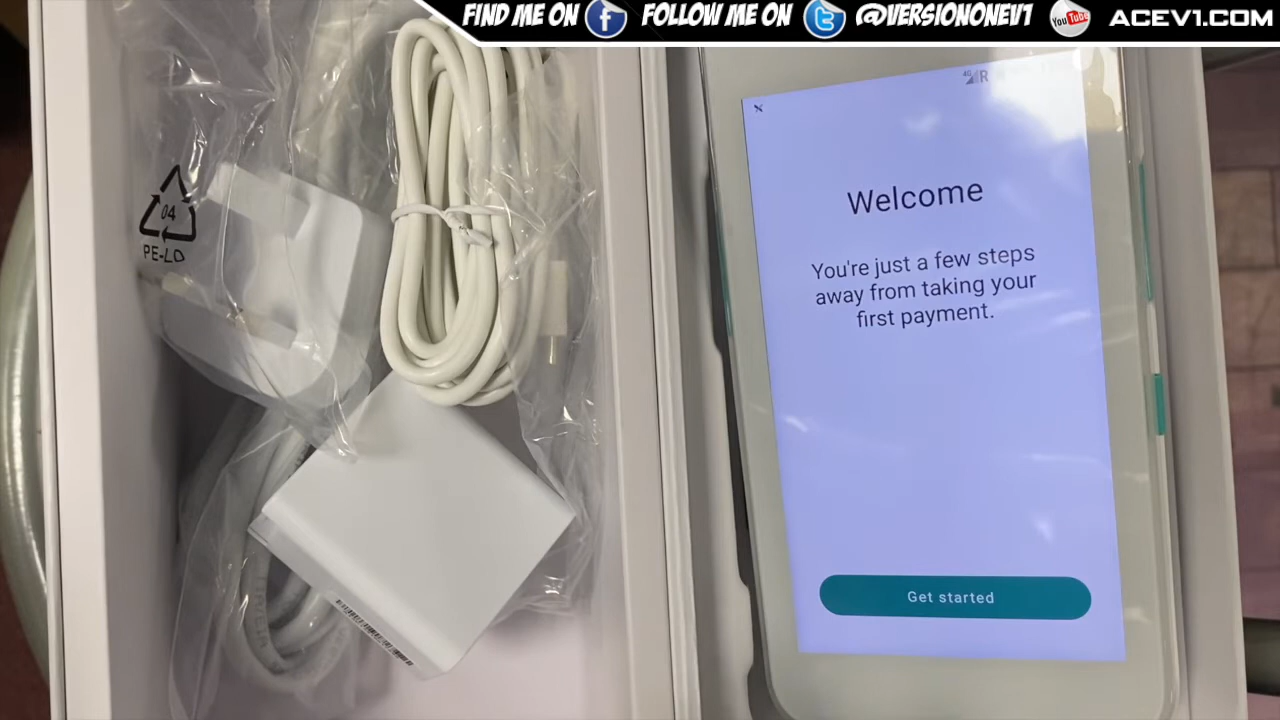 FIND ME ON f FOLLOW ME ON @VERSIONONEV1 YouTube ACEV1.COM
4G R
Welcome
You're just a few steps
away from taking your
first payment.
Get started
04
PE-LD